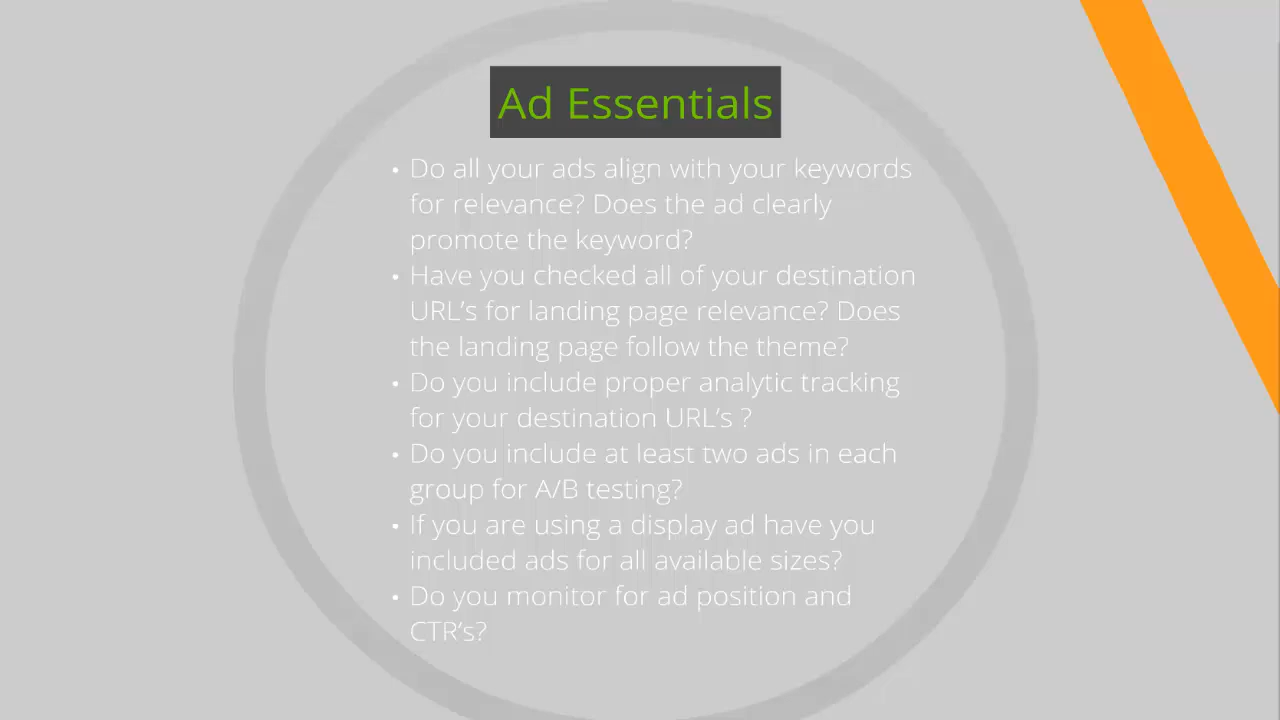 Ad Essentials
• Do all your ads align with your keywords
for relevance? Does the ad clearly
promote the keyword?
• Have you checked all of your destination
URL’s for landing page relevance? Does
the landing page follow the theme?
• Do you include proper analytic tracking
for your destination URL’s ?
• Do you include at least two ads in each
group for A/B testing?
• If you are using a display ad have you
included ads for all available sizes?
• Do you monitor for ad position and
CTR’s?